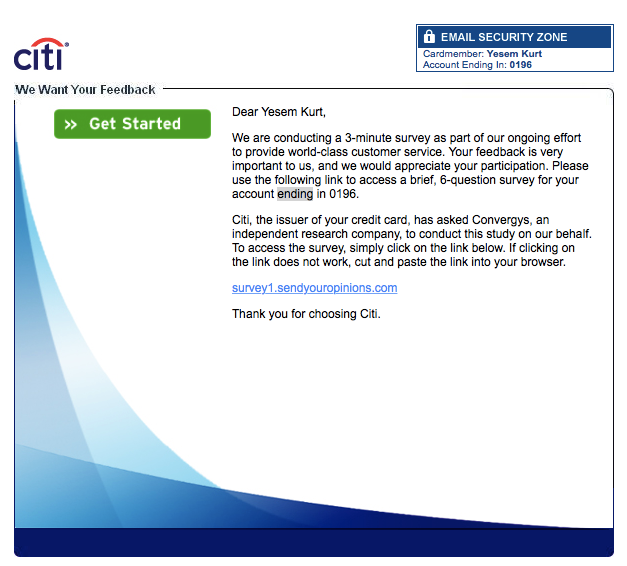 citi
EMAIL SECURITY ZONE
Cardmember: Yesem Kurt
Account Ending In: 0196
We Want Your Feedback
>> Get Started
Dear Yesem Kurt,
We are conducting a 3-minute survey as part of our ongoing effort
to provide world-class customer service. Your feedback is very
important to us, and we would appreciate your participation. Please
use the following link to access a brief, 6-question survey for your
account ending in 0196.
Citi, the issuer of your credit card, has asked Convergys, an
independent research company, to conduct this study on our behalf.
To access the survey, simply click on the link below. If clicking on
the link does not work, cut and paste the link into your browser.
survey1.sendyouropinions.com
Thank you for choosing Citi.